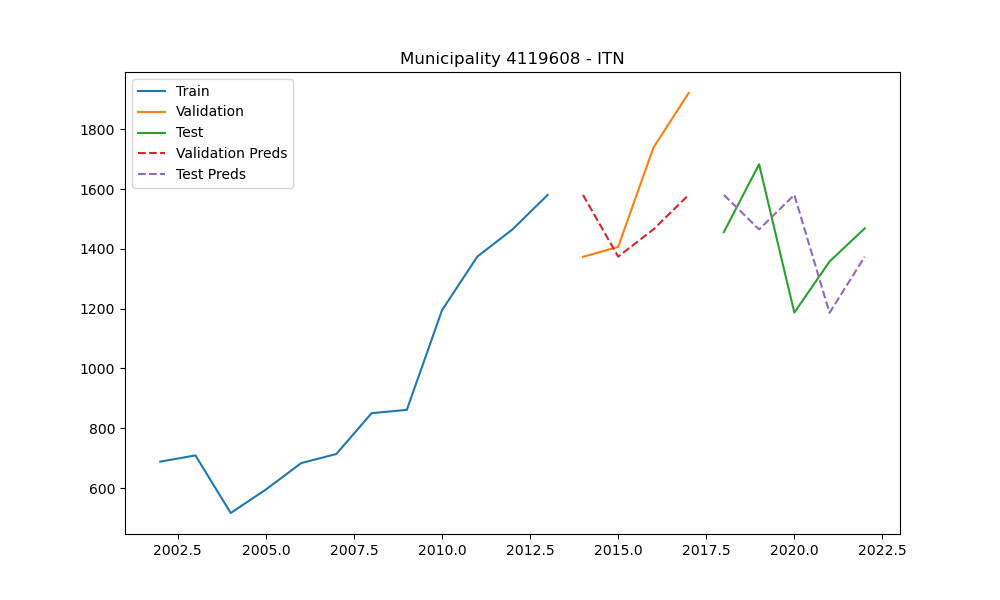 Municipality 4119608 - ITN
Train
Validation
Test
Validation Preds
Test Preds
1800
1600
1400
1200
1000
800
600
2002.5 2005.0 2007.5 2010.0 2012.5 2015.0 2017.5 2020.0 2022.5